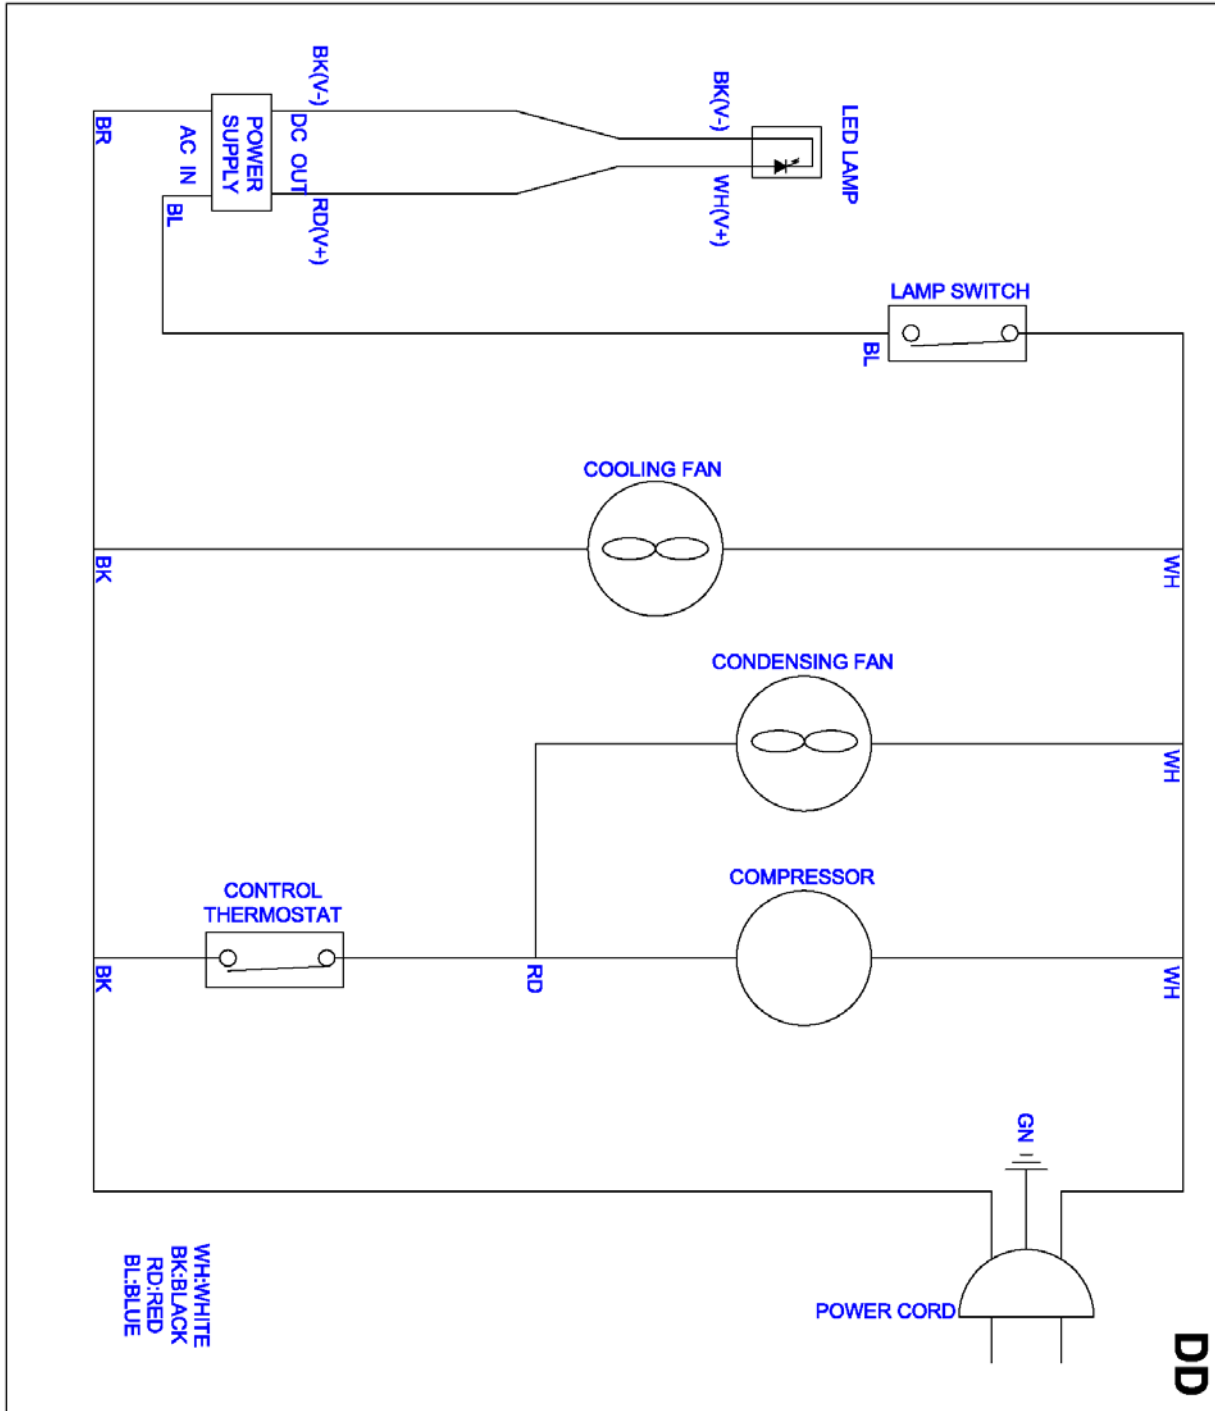 BK(V-)
BK(V-)
LED LAMP
BR
AC IN
POWER
SUPPLY
DC OUT
BL
RD(V+)
WH(V+)
LAMP SWITCH
BL
COOLING FAN
BK
WH
CONDENSING FAN
WH
COMPRESSOR
CONTROL
THERMOSTAT
BK
RD
WH
GN
WH:WHITE
BK:BLACK
RD:RED
BL:BLUE
POWER CORD
DD